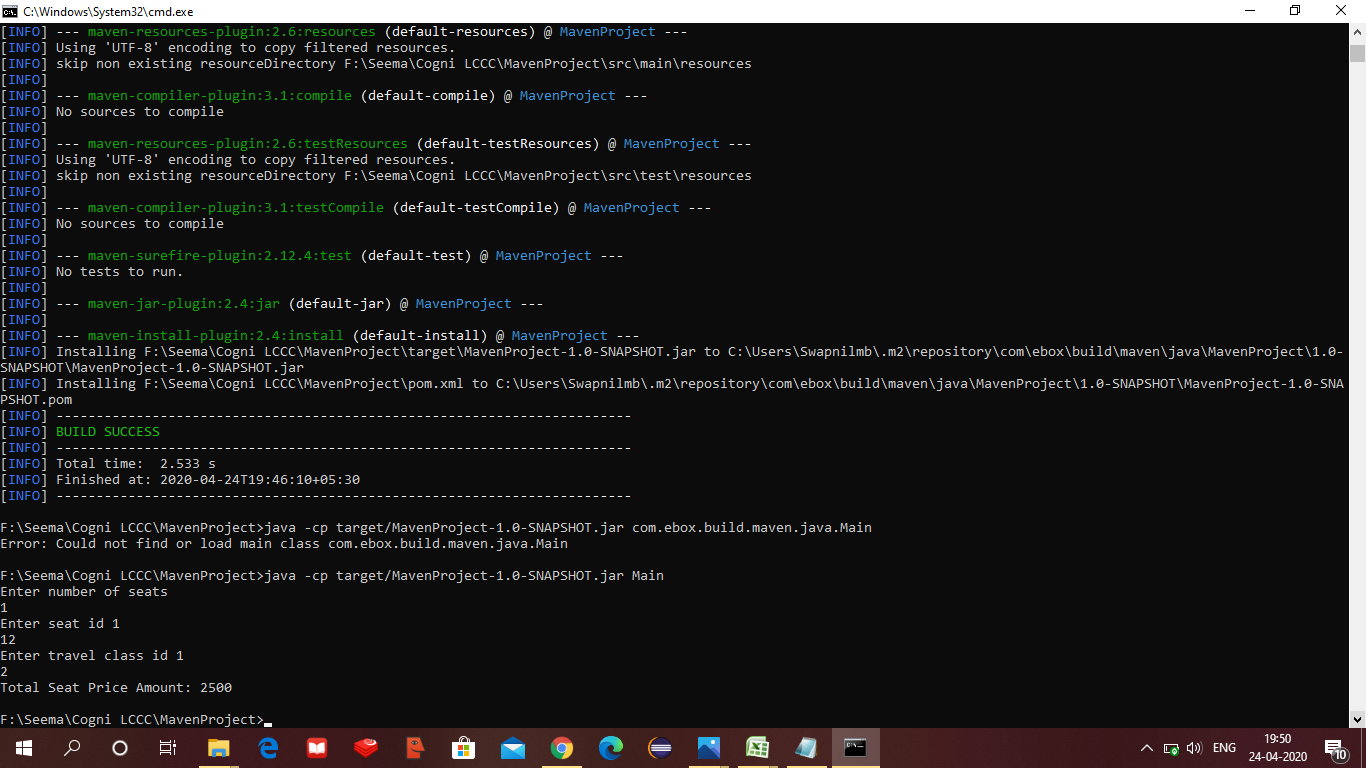 C:\Windows\System32\cmd.exe
[INFO] --- maven-resources-plugin:2.6:resources (default-resources) @ MavenProject ---
[INFO] Using 'UTF-8' encoding to copy filtered resources.
[INFO] skip non existing resourceDirectory F:\Seema\Cogni LCCC\MavenProject\src\main\resources
[INFO]
[INFO] --- maven-compiler-plugin:3.1:compile (default-compile) @ MavenProject ---
[INFO] No sources to compile
[INFO]
[INFO] --- maven-resources-plugin:2.6:testResources (default-testResources) @ MavenProject ---
[INFO] Using 'UTF-8' encoding to copy filtered resources.
[INFO] skip non existing resourceDirectory F:\Seema\Cogni LCCC\MavenProject\src\test\resources
[INFO]
[INFO] --- maven-compiler-plugin:3.1:testCompile (default-testCompile) @ MavenProject ---
[INFO] No sources to compile
[INFO]
[INFO] --- maven-surefire-plugin:2.12.4:test (default-test) @ MavenProject ---
[INFO] No tests to run.
[INFO]
[INFO] --- maven-jar-plugin:2.4:jar (default-jar) @ MavenProject ---
[INFO]
[INFO] --- maven-install-plugin:2.4:install (default-install) @ MavenProject ---
[INFO] Installing F:\Seema\Cogni LCCC\MavenProject\target\MavenProject-1.0-SNAPSHOT.jar to C:\Users\Swapnilmb\.m2\repository\com\ebox\build\maven\java\MavenProject\1.0-
SNAPSHOT\MavenProject-1.0-SNAPSHOT.jar
[INFO] Installing F:\Seema\Cogni LCCC\MavenProject\pom.xml to C:\Users\Swapnilmb\.m2\repository\com\ebox\build\maven\java\MavenProject\1.0-SNAPSHOT\MavenProject-1.0-SNA
PSHOT.pom
[INFO] ------------------------------------------------------------------------
[INFO] BUILD SUCCESS
[INFO] ------------------------------------------------------------------------
[INFO] Total time:  2.533 s
[INFO] Finished at: 2020-04-24T19:46:10+05:30
[INFO] ------------------------------------------------------------------------
F:\Seema\Cogni LCCC\MavenProject>java -cp target/MavenProject-1.0-SNAPSHOT.jar com.ebox.build.maven.java.Main
Error: Could not find or load main class com.ebox.build.maven.java.Main
F:\Seema\Cogni LCCC\MavenProject>java -cp target/MavenProject-1.0-SNAPSHOT.jar Main
Enter number of seats
1
Enter seat id 1
12
Enter travel class id 1
2
Total Seat Price Amount: 2500
F:\Seema\Cogni LCCC\MavenProject>
ENG
19:50
24-04-2020
10